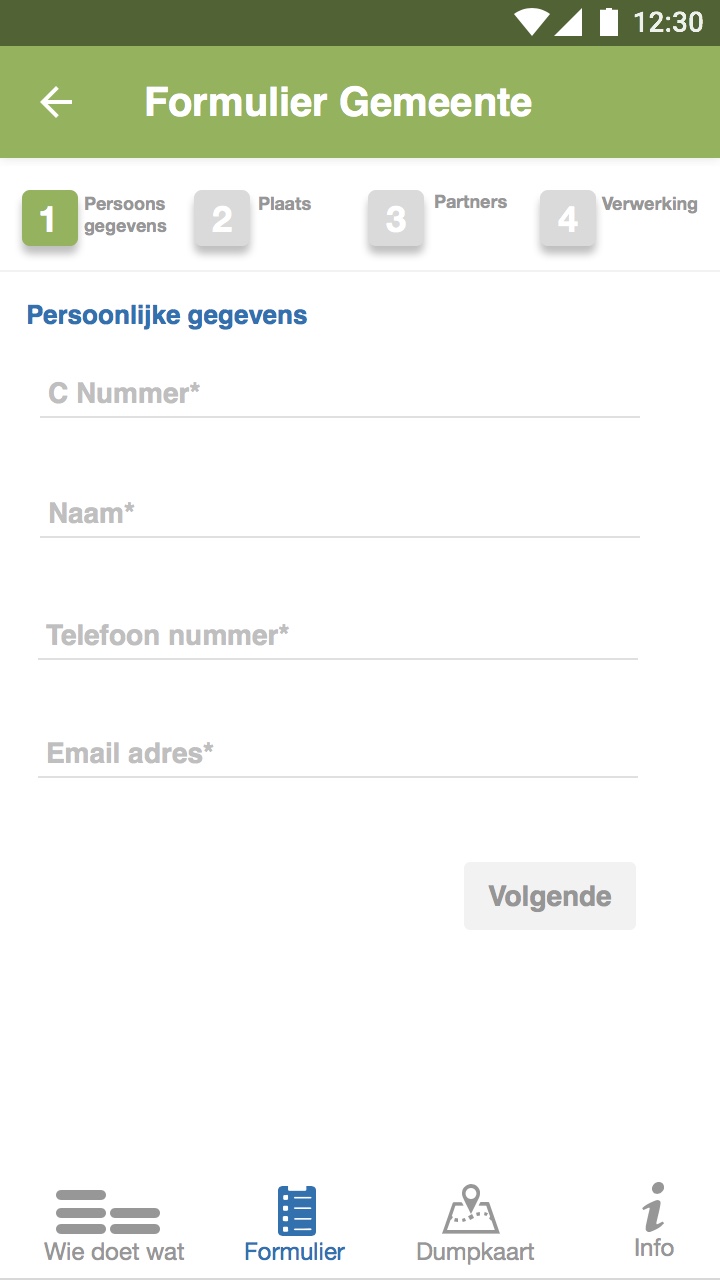 12:30
Formulier Gemeente
1 Persoons gegevens
2 Plaats
3 Partners
4 Verwerking
Persoonlijke gegevens
C Nummer*
Naam*
Telefoon nummer*
Email adres*
Volgende
Wie doet wat
Formulier
Dumpkaart
Info